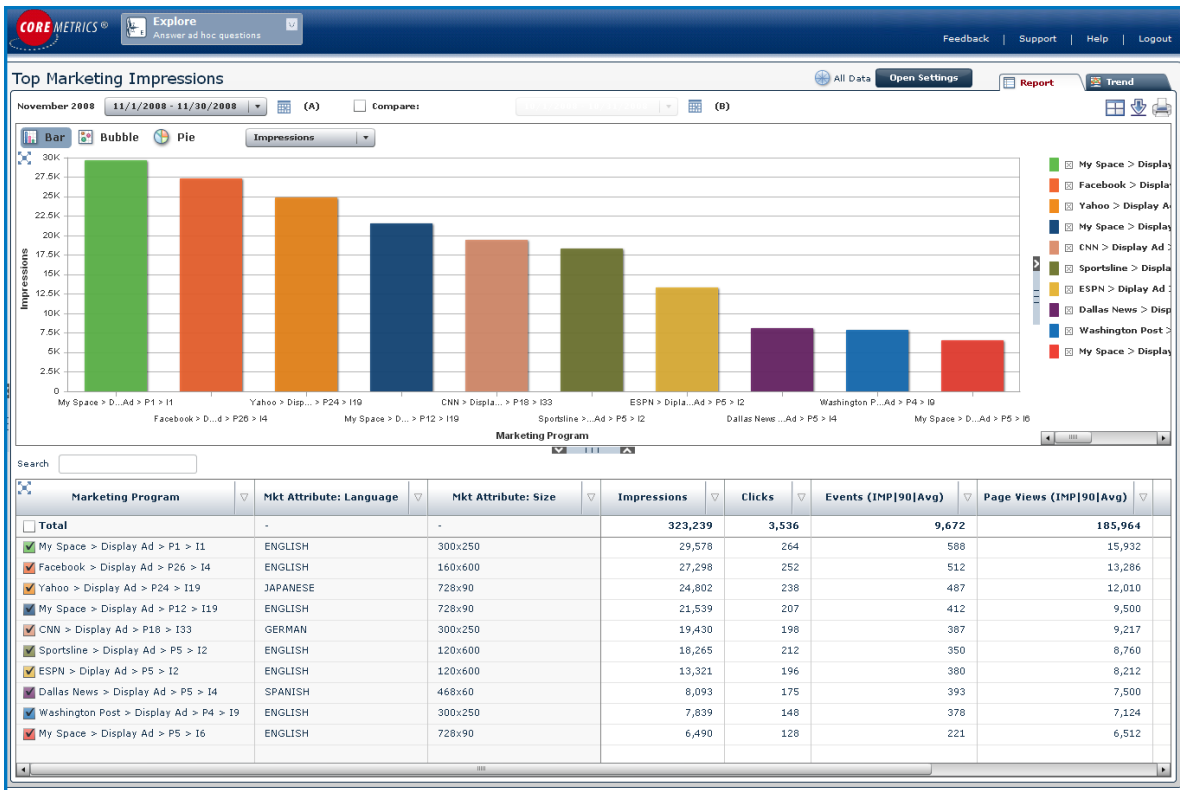 COREMETRICS®
Explore
Answer ad hoc questions
Feedback | Support | Help | Logout
Top Marketing Impressions
All Data Open Settings Report Trend
November 2008 11/1/2008 - 11/30/2008 (A) Compare: (B)
Bar Bubble Pie Impressions
30K
27.5K
25K
22.5K
20K
17.5K
15K
12.5K
10K
7.5K
5K
2.5K
0
Impressions
My Space > D...Ad > P1 > I1
Facebook > D...d > P26 > I4
Yahoo > Disp... > P24 > I19
My Space > D... > P12 > I19
CNN > Displa... > P18 > I33
Sportsline >...Ad > P5 > I2
ESPN > Dipla...Ad > P5 > I2
Dallas News ...Ad > P5 > I4
Washington P...Ad > P4 > I9
My Space > D...Ad > P5 > I6
Marketing Program
My Space > Display
Facebook > Displa
Yahoo > Display A
My Space > Display
CNN > Display Ad >
Sportsline > Displa
ESPN > Diplay Ad >
Dallas News > Disp
Washington Post >
My Space > Display
Search
Marketing Program Mkt Attribute: Language Mkt Attribute: Size Impressions Clicks Events (IMP|90|Avg) Page Views (IMP|90|Avg)
Total - - 323,239 3,536 9,672 185,964
My Space > Display Ad > P1 > I1 ENGLISH 300x250 29,578 264 588 15,932
Facebook > Display Ad > P26 > I4 ENGLISH 160x600 27,298 252 512 13,286
Yahoo > Display Ad > P24 > I19 JAPANESE 728x90 24,802 238 487 12,010
My Space > Display Ad > P12 > I19 ENGLISH 728x90 21,539 207 412 9,500
CNN > Display Ad > P18 > I33 GERMAN 300x250 19,430 198 387 9,217
Sportsline > Display Ad > P5 > I2 ENGLISH 120x600 18,265 212 350 8,760
ESPN > Diplay Ad > P5 > I2 ENGLISH 120x600 13,321 196 380 8,212
Dallas News > Display Ad > P5 > I4 SPANISH 468x60 8,093 175 393 7,500
Washington Post > Display Ad > P4 > I9 ENGLISH 300x250 7,839 148 378 7,124
My Space > Display Ad > P5 > I6 ENGLISH 728x90 6,490 128 221 6,512